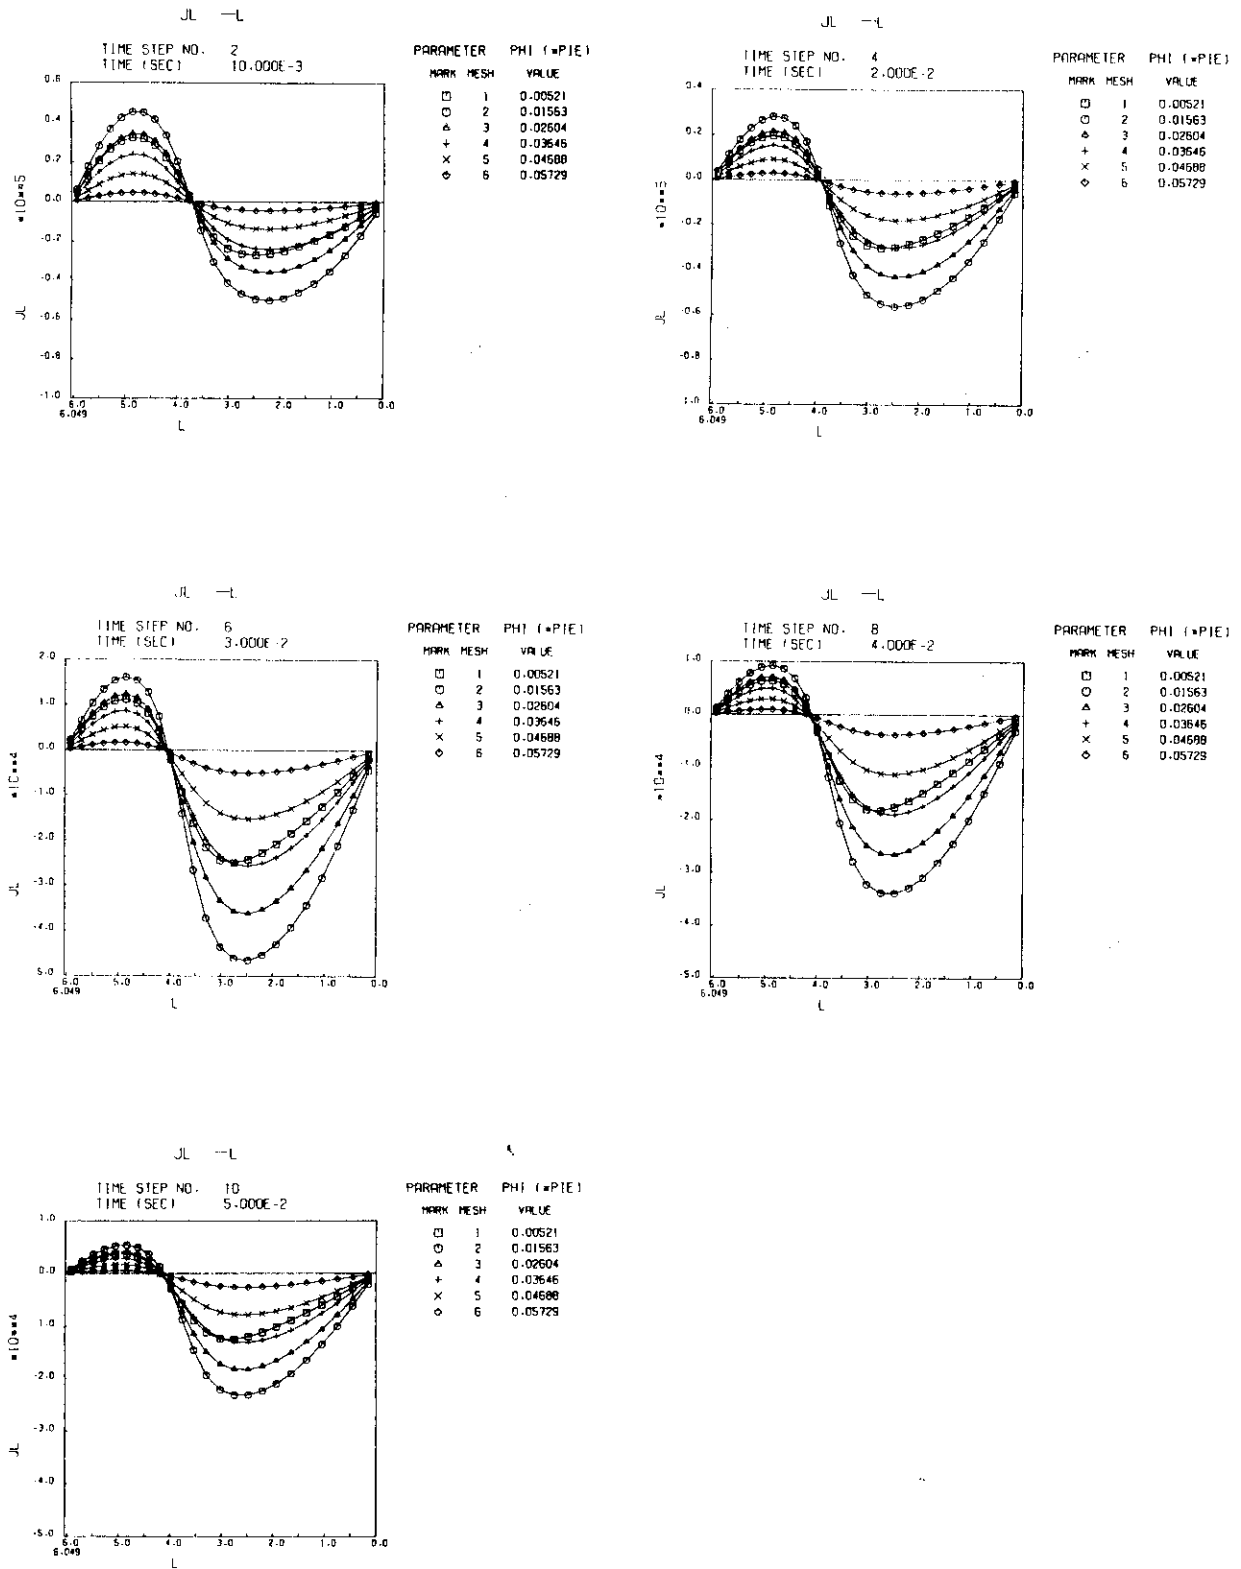 JL —L
TIME STEP NO. 2
TIME (SEC) 10.000E-3
PARAMETER PHI (*PIE)
MARK MESH VALUE
1 0.00521
2 0.01563
3 0.02604
4 0.03646
5 0.04688
6 0.05729
0.6
0.4
0.2
0.0
-0.2
-0.4
-0.6
-0.8
-1.0
*10**5
JL
6.0 5.0 4.0 3.0 2.0 1.0 0.0
6.049
L
JL —L
TIME STEP NO. 4
TIME (SEC) 2.000E-2
PARAMETER PHI (*PIE)
MARK MESH VALUE
1 0.00521
2 0.01563
3 0.02604
4 0.03646
5 0.04688
6 0.05729
0.4
0.2
0.0
-0.2
-0.4
-0.6
-0.8
1.0
JL
6.0 5.0 4.0 3.0 2.0 1.0 0.0
6.049
L
JL —L
TIME STEP NO. 6
TIME (SEC) 3.000E-2
PARAMETER PHI (*PIE)
MARK MESH VALUE
1 0.00521
2 0.01563
3 0.02604
4 0.03646
5 0.04688
6 0.05729
2.0
1.0
0.0
-1.0
-2.0
-3.0
-4.0
5.0
*10**4
JL
6.0 5.0 4.0 3.0 2.0 1.0 0.0
6.049
L
JL —L
TIME STEP NO. 8
TIME (SEC) 4.000E-2
PARAMETER PHI (*PIE)
MARK MESH VALUE
1 0.00521
2 0.01563
3 0.02604
4 0.03646
5 0.04688
6 0.05729
1.0
0.0
-1.0
-2.0
-3.0
-4.0
-5.0
*10**4
JL
6.0 5.0 4.0 3.0 2.0 1.0 0.0
6.049
L
JL —L
TIME STEP NO. 10
TIME (SEC) 5.000E-2
PARAMETER PHI (*PIE)
MARK MESH VALUE
1 0.00521
2 0.01563
3 0.02604
4 0.03646
5 0.04688
6 0.05729
1.0
0.0
1.0
-2.0
-3.0
-4.0
-5.0
*10**4
JL
6.0 5.0 4.0 3.0 2.0 1.0 0.0
6.049
L